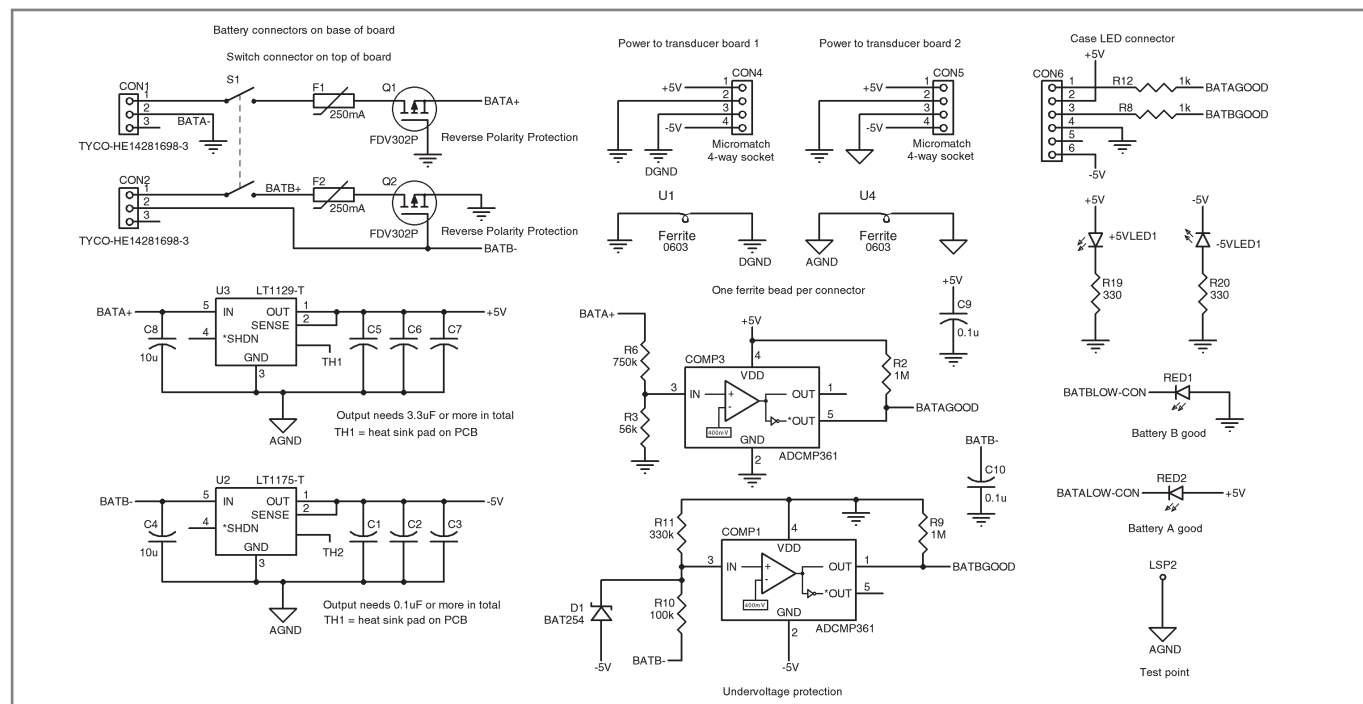 Battery connectors on base of board
Switch connector on top of board
CON1
1
2
3
BATA-
TYCO-HE14281698-3
S1
F1
250mA
Q1
FDV302P
BATA+
Reverse Polarity Protection
CON2
1
2
3
TYCO-HE14281698-3
BATB+
F2
250mA
Q2
FDV302P
Reverse Polarity Protection
BATB-
Power to transducer board 1
CON4
+5V
1
2
3
4
-5V
DGND
Micromatch
4-way socket
Power to transducer board 2
CON5
+5V
1
2
3
4
-5V
Micromatch
4-way socket
Case LED connector
+5V
CON6
1
2
3
4
5
6
R12
1k
BATAGOOD
R8
1k
BATBGOOD
-5V
U1
Ferrite
0603
DGND
U4
Ferrite
0603
AGND
One ferrite bead per connector
+5V
+5VLED1
R19
330
-5V
-5VLED1
R20
330
U3
LT1129-T
BATA+
5
IN
OUT
1
SENSE
2
4
*SHDN
GND
3
TH1
C8
10u
C5
C6
C7
+5V
AGND
Output needs 3.3uF or more in total
TH1 = heat sink pad on PCB
BATA+
R6
750k
R3
56k
COMP3
+5V
4
VDD
3
IN
+
-
400mV
OUT
1
*OUT
5
GND
2
ADCMP361
R2
1M
BATAGOOD
+5V
C9
0.1u
BATBLOW-CON
RED1
Battery B good
U2
LT1175-T
BATB-
5
IN
OUT
1
SENSE
2
4
*SHDN
GND
3
TH2
C4
10u
C1
C2
C3
-5V
AGND
Output needs 0.1uF or more in total
TH1 = heat sink pad on PCB
BATB-
C10
0.1u
BATALOW-CON
RED2
+5V
Battery A good
R11
330k
R10
100k
COMP1
4
VDD
3
IN
+
-
400mV
OUT
1
*OUT
5
GND
2
ADCMP361
R9
1M
BATBGOOD
D1
BAT254
-5V
BATB-
-5V
Undervoltage protection
LSP2
AGND
Test point